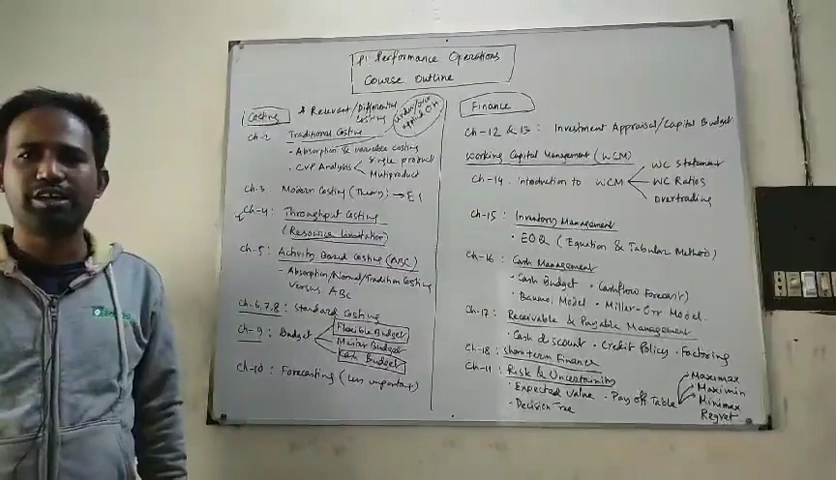 P1 Performance Operations
Course Outline
Costing
& Relevant/Differential
Costing
Under/Over
Applied OH
Ch-2 Traditional Costing
• Absorption & variable costing
• CVP Analysis
Single product
Multiproduct
Ch-3 Modern Costing (Theory) → E1
Ch-4: Throughput Costing
(Resource Limitation)
Ch-5: Activity Based Costing (ABC)
- Absorption/Normal/Tradition Costing
versus ABC
Ch-6,7,8: Standard Costing
Ch-9: Budget
Flexible Budget
Master Budget
Cash Budget
Ch-10: Forecasting (Less important)
Finance
Ch-12 & 13: Investment Appraisal/Capital Budget
Working Capital Management (WCM)
Ch-14. introduction to WCM
WC Statement
WC Ratios
overtrading
Ch-15: Inventory Management
• EOQ (Equation & Tabular Method)
Ch-16: Cash Management
• Cash Budget • Cashflow Forecast)
• Baumol Model • Miller-Orr Model.
Ch-17: Receivable & Payable Management
• Cash discount • Credit Policy • Factoring
Ch-18: Short term Finance
Ch-11: Risk & Uncertainty
• Expected value • Pay off Table
Maximax
Maximin
Minimax
Regret
• Decision Tree